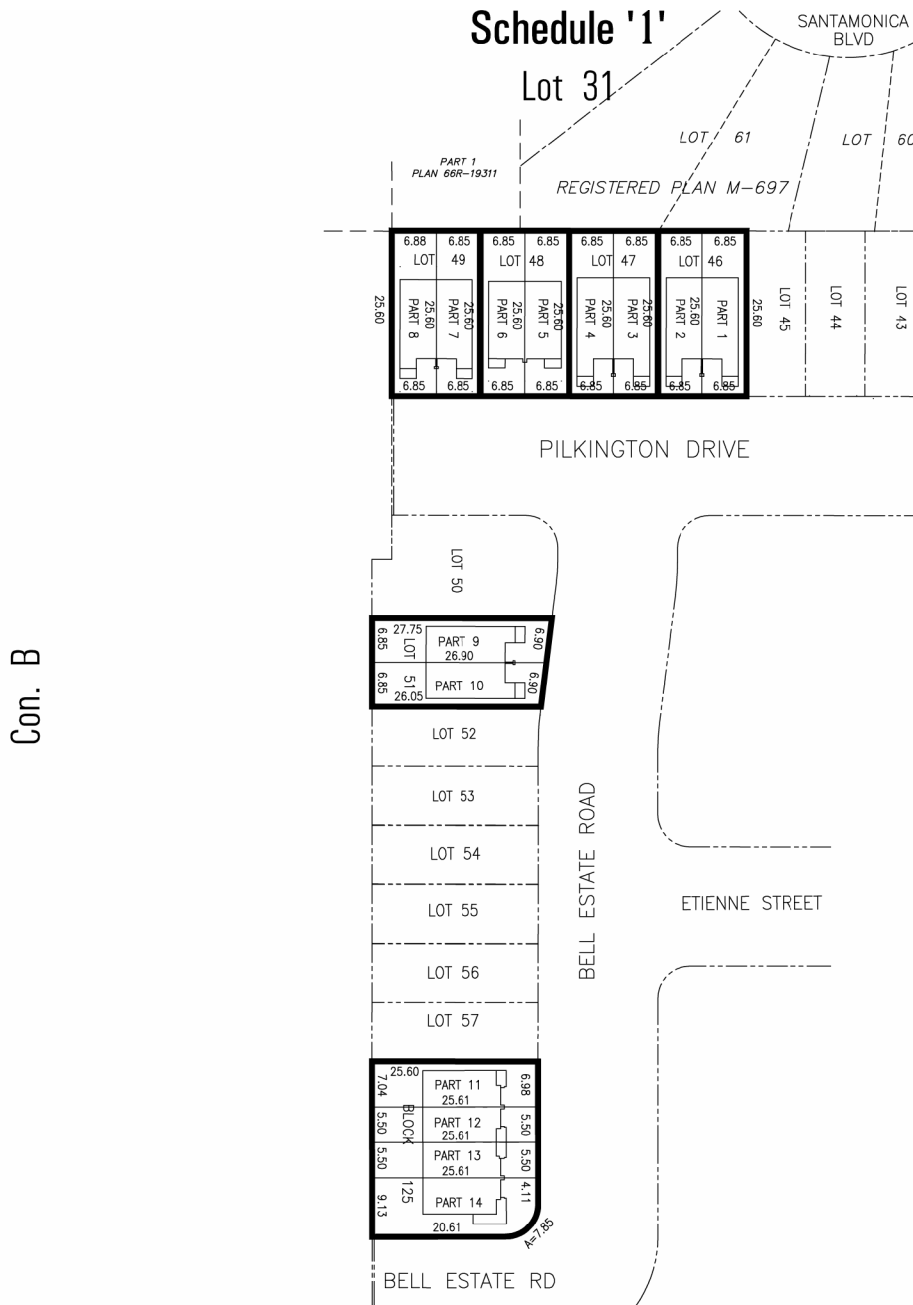 Schedule '1'
SANTAMONICA
BLVD
Lot 31
LOT 61
LOT 60
PART 1
PLAN 66R-19311
REGISTERED PLAN M-697
6.88 6.85 6.85 6.85 6.85 6.85 6.85 6.85
LOT 49 LOT 48 LOT 47 LOT 46
25.60
PART 8
25.60
PART 7
25.60
PART 6
25.60
PART 5
25.60
PART 4
25.60
PART 3
25.60
PART 2
25.60
PART 1
25.60
LOT 45
LOT 44
LOT 43
6.85 6.85 6.85 6.85 6.85 6.85 6.85 6.85
PILKINGTON DRIVE
LOT 50
6.85
27.75
PART 9
6.90
26.90
LOT 51
6.85
26.05
PART 10
6.90
Con. B
LOT 52
LOT 53
LOT 54
LOT 55
LOT 56
LOT 57
BELL ESTATE ROAD
ETIENNE STREET
25.60
7.04
PART 11
6.98
25.61
BLOCK 125
5.50
PART 12
5.50
25.61
5.50
PART 13
5.50
25.61
9.13
PART 14
4.11
20.61
A=7.85
BELL ESTATE RD